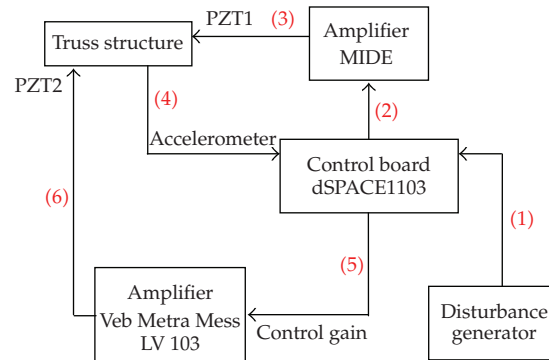 PZT1
(3)
Truss structure
Amplifier
MIDE
PZT2
(4)
(2)
Accelerometer
Control board
dSPACE1103
(6)
(1)
(5)
Amplifier
Veb Metra Mess
LV 103
Control gain
Disturbance
generator